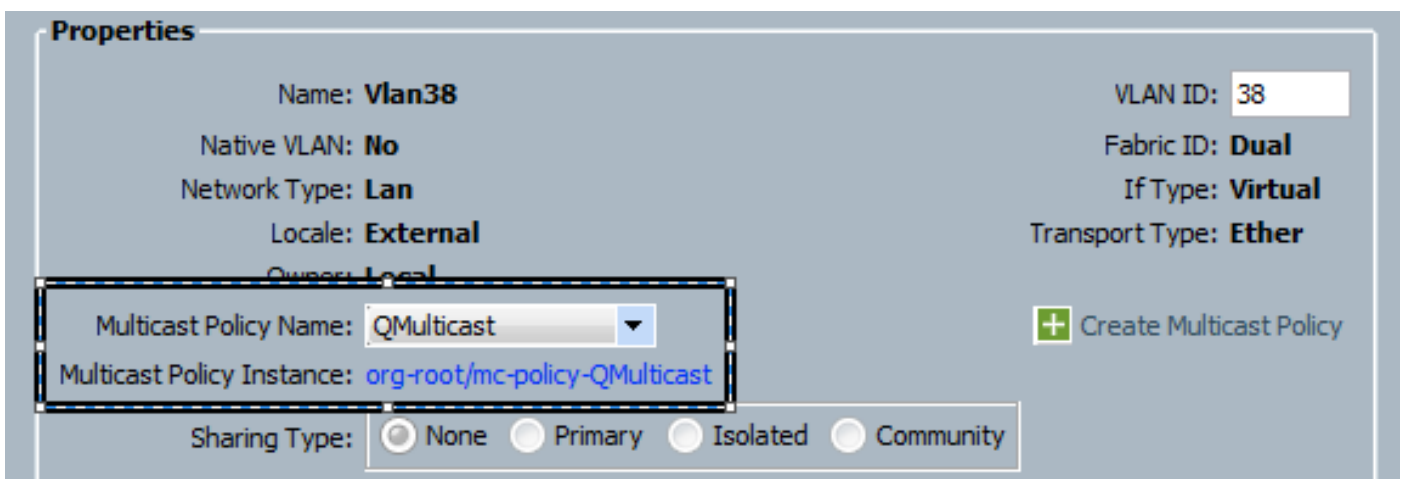 Properties
Name: Vlan38 VLAN ID: 38
Native VLAN: No Fabric ID: Dual
Network Type: Lan If Type: Virtual
Locale: External Transport Type: Ether
Owner: Local
Multicast Policy Name: QMulticast Create Multicast Policy
Multicast Policy Instance: org-root/mc-policy-QMulticast
Sharing Type: None Primary Isolated Community